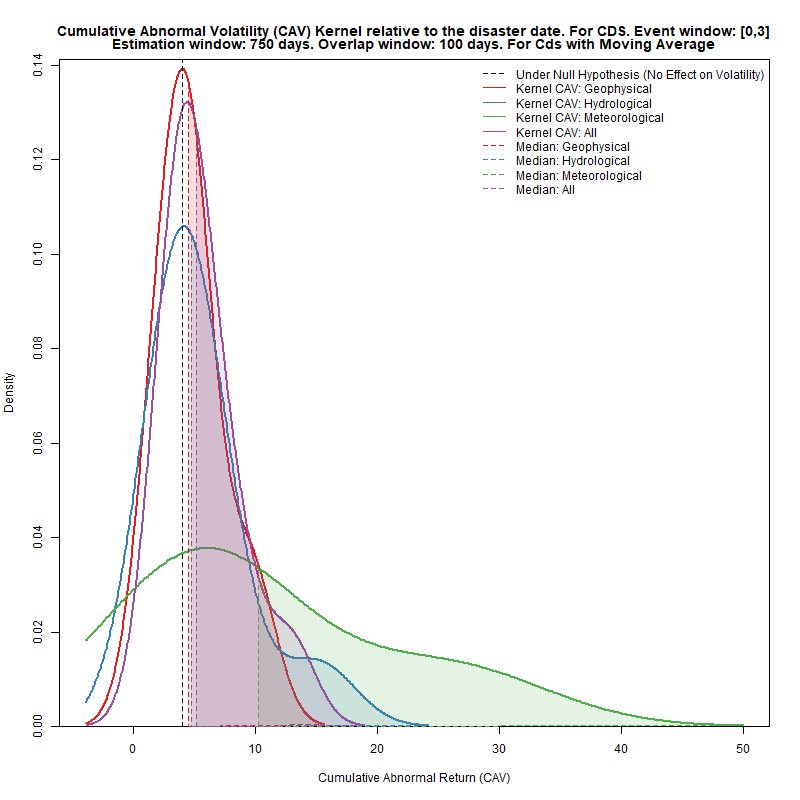 Cumulative Abnormal Volatility (CAV) Kernel relative to the disaster date. For CDS. Event window: [0,3]
Estimation window: 750 days. Overlap window: 100 days. For Cds with Moving Average
Under Null Hypothesis (No Effect on Volatility)
Kernel CAV: Geophysical
Kernel CAV: Hydrological
Kernel CAV: Meteorological
Kernel CAV: All
Median: Geophysical
Median: Hydrological
Median: Meteorological
Median: All
Density
0.14
0.12
0.10
0.08
0.06
0.04
0.02
0.00
0 10 20 30 40 50
Cumulative Abnormal Return (CAV)